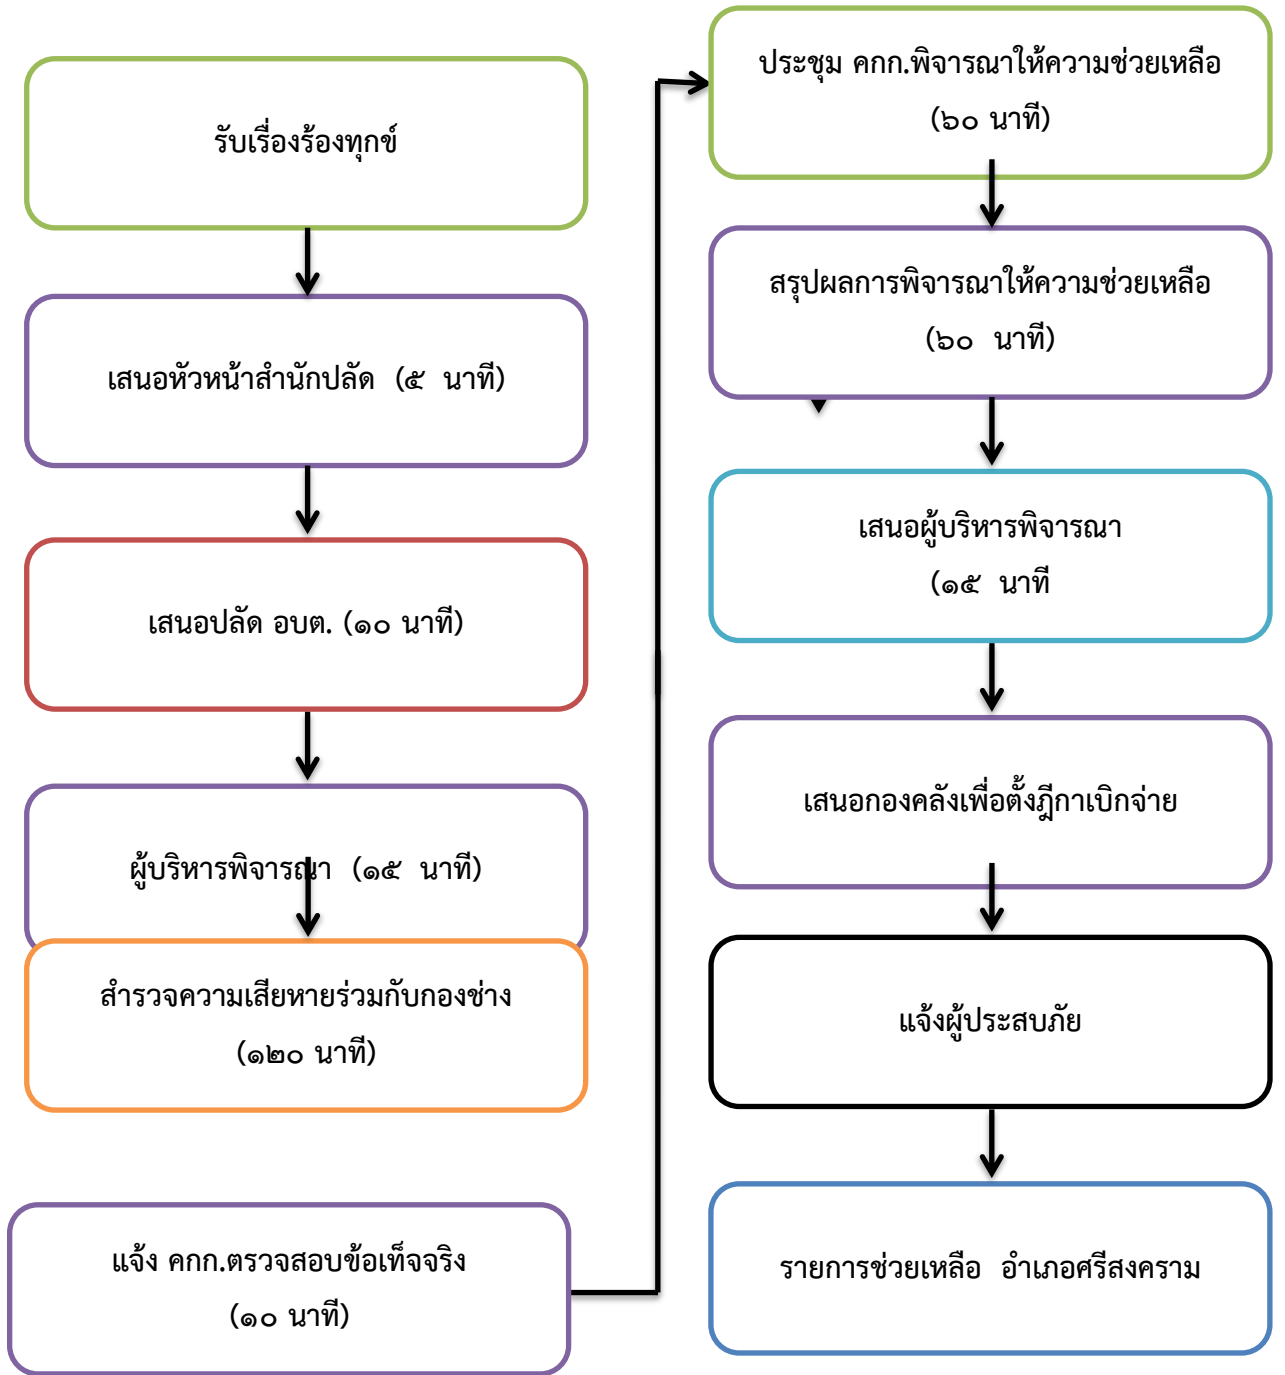 รับเรื่องร้องทุกข์
เสนอหัวหน้าสำนักปลัด (๕ นาที)
เสนอปลัด อบต. (๑๐ นาที)
ผู้บริหารพิจารณา (๑๕ นาที)
สำรวจความเสียหายร่วมกับกองช่าง
(๑๒๐ นาที)
แจ้ง คกก.ตรวจสอบข้อเท็จจริง
(๑๐ นาที)
ประชุม คกก.พิจารณาให้ความช่วยเหลือ
(๖๐ นาที)
สรุปผลการพิจารณาให้ความช่วยเหลือ
(๖๐ นาที)
เสนอผู้บริหารพิจารณา
(๑๕ นาที
เสนอกองคลังเพื่อตั้งฎีกาเบิกจ่าย
แจ้งผู้ประสบภัย
รายการช่วยเหลือ อำเภอศรีสงคราม